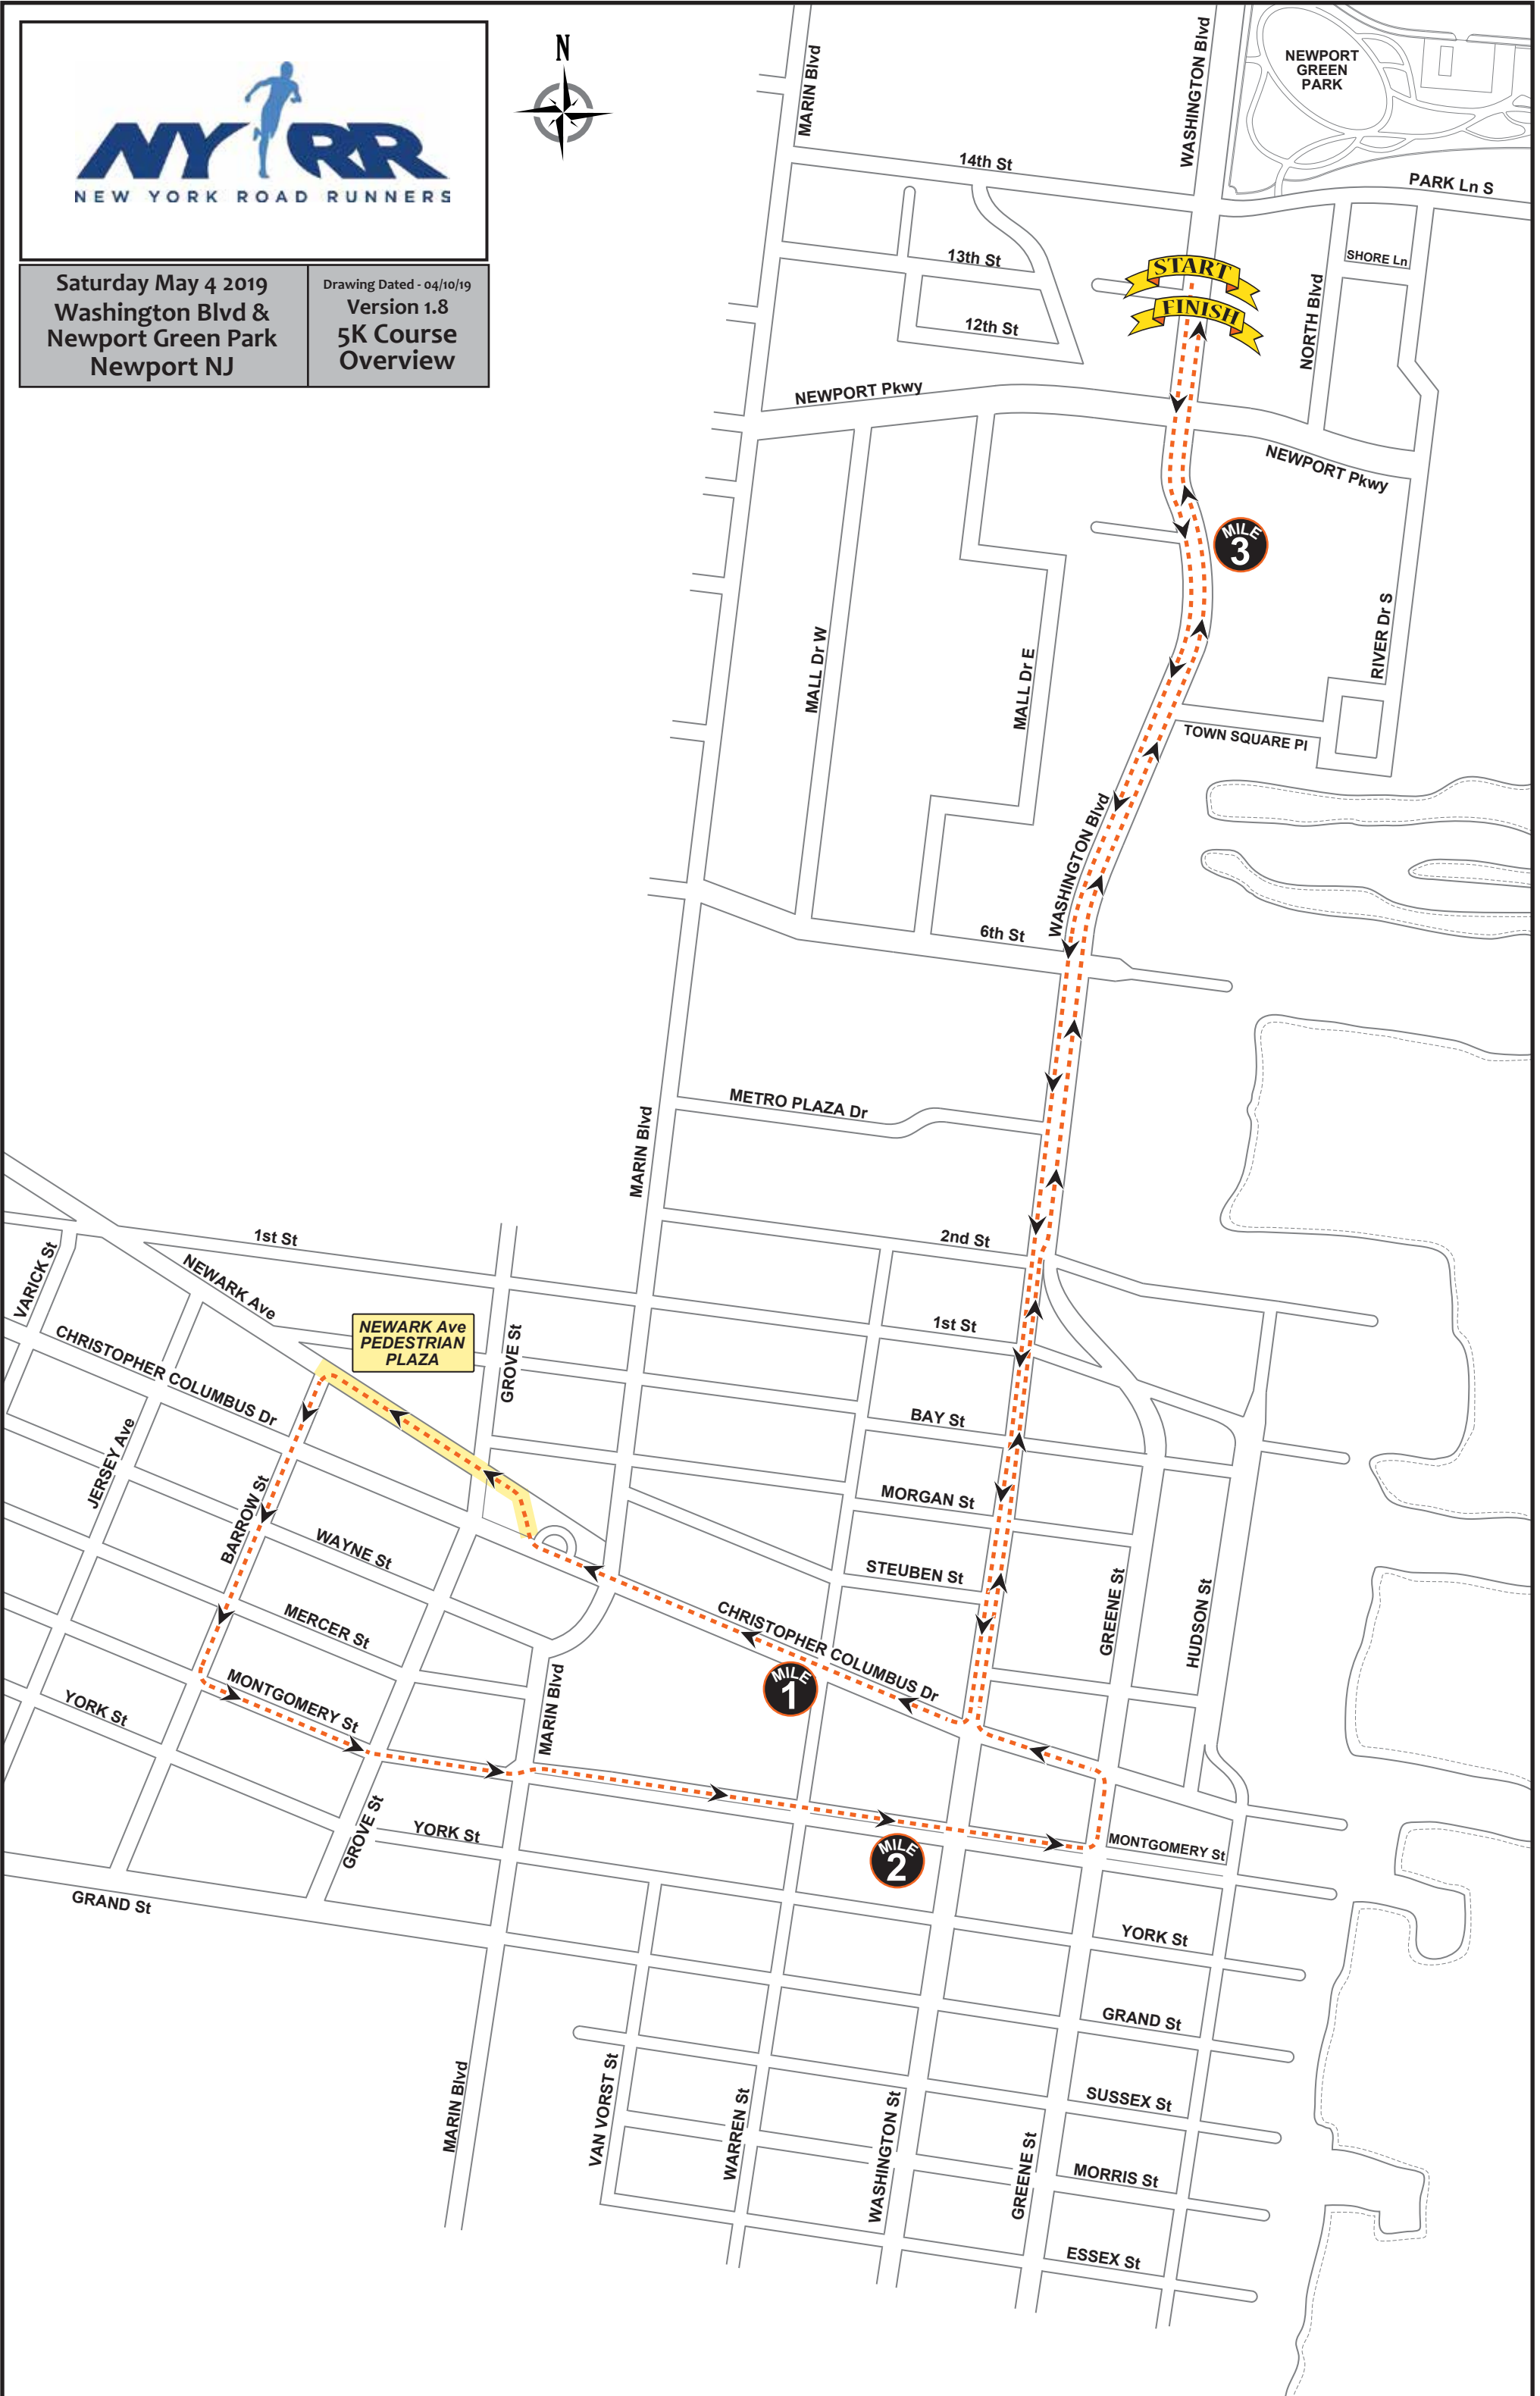 NYRR
NEW YORK ROAD RUNNERS
Saturday May 4 2019
Washington Blvd &
Newport Green Park
Newport NJ
Drawing Dated - 04/10/19
Version 1.8
5K Course
Overview
N
MARIN Blvd
WASHINGTON Blvd
NEWPORT
GREEN
PARK
14th St
PARK Ln S
13th St
SHORE Ln
START
FINISH
12th St
NORTH Blvd
NEWPORT Pkwy
NEWPORT Pkwy
MILE
3
MALL Dr W
MALL Dr E
RIVER Dr S
TOWN SQUARE Pl
WASHINGTON Blvd
6th St
METRO PLAZA Dr
MARIN Blvd
1st St
2nd St
VARICK St
NEWARK Ave
NEWARK Ave
PEDESTRIAN
PLAZA
GROVE St
1st St
CHRISTOPHER COLUMBUS Dr
BAY St
JERSEY Ave
BARROW St
MORGAN St
WAYNE St
STEUBEN St
GREENE St
HUDSON St
MERCER St
CHRISTOPHER COLUMBUS Dr
MILE
1
MONTGOMERY St
YORK St
MARIN Blvd
GROVE St
YORK St
MILE
2
MONTGOMERY St
GRAND St
YORK St
GRAND St
MARIN Blvd
VAN VORST St
WARREN St
WASHINGTON St
GREENE St
SUSSEX St
MORRIS St
ESSEX St